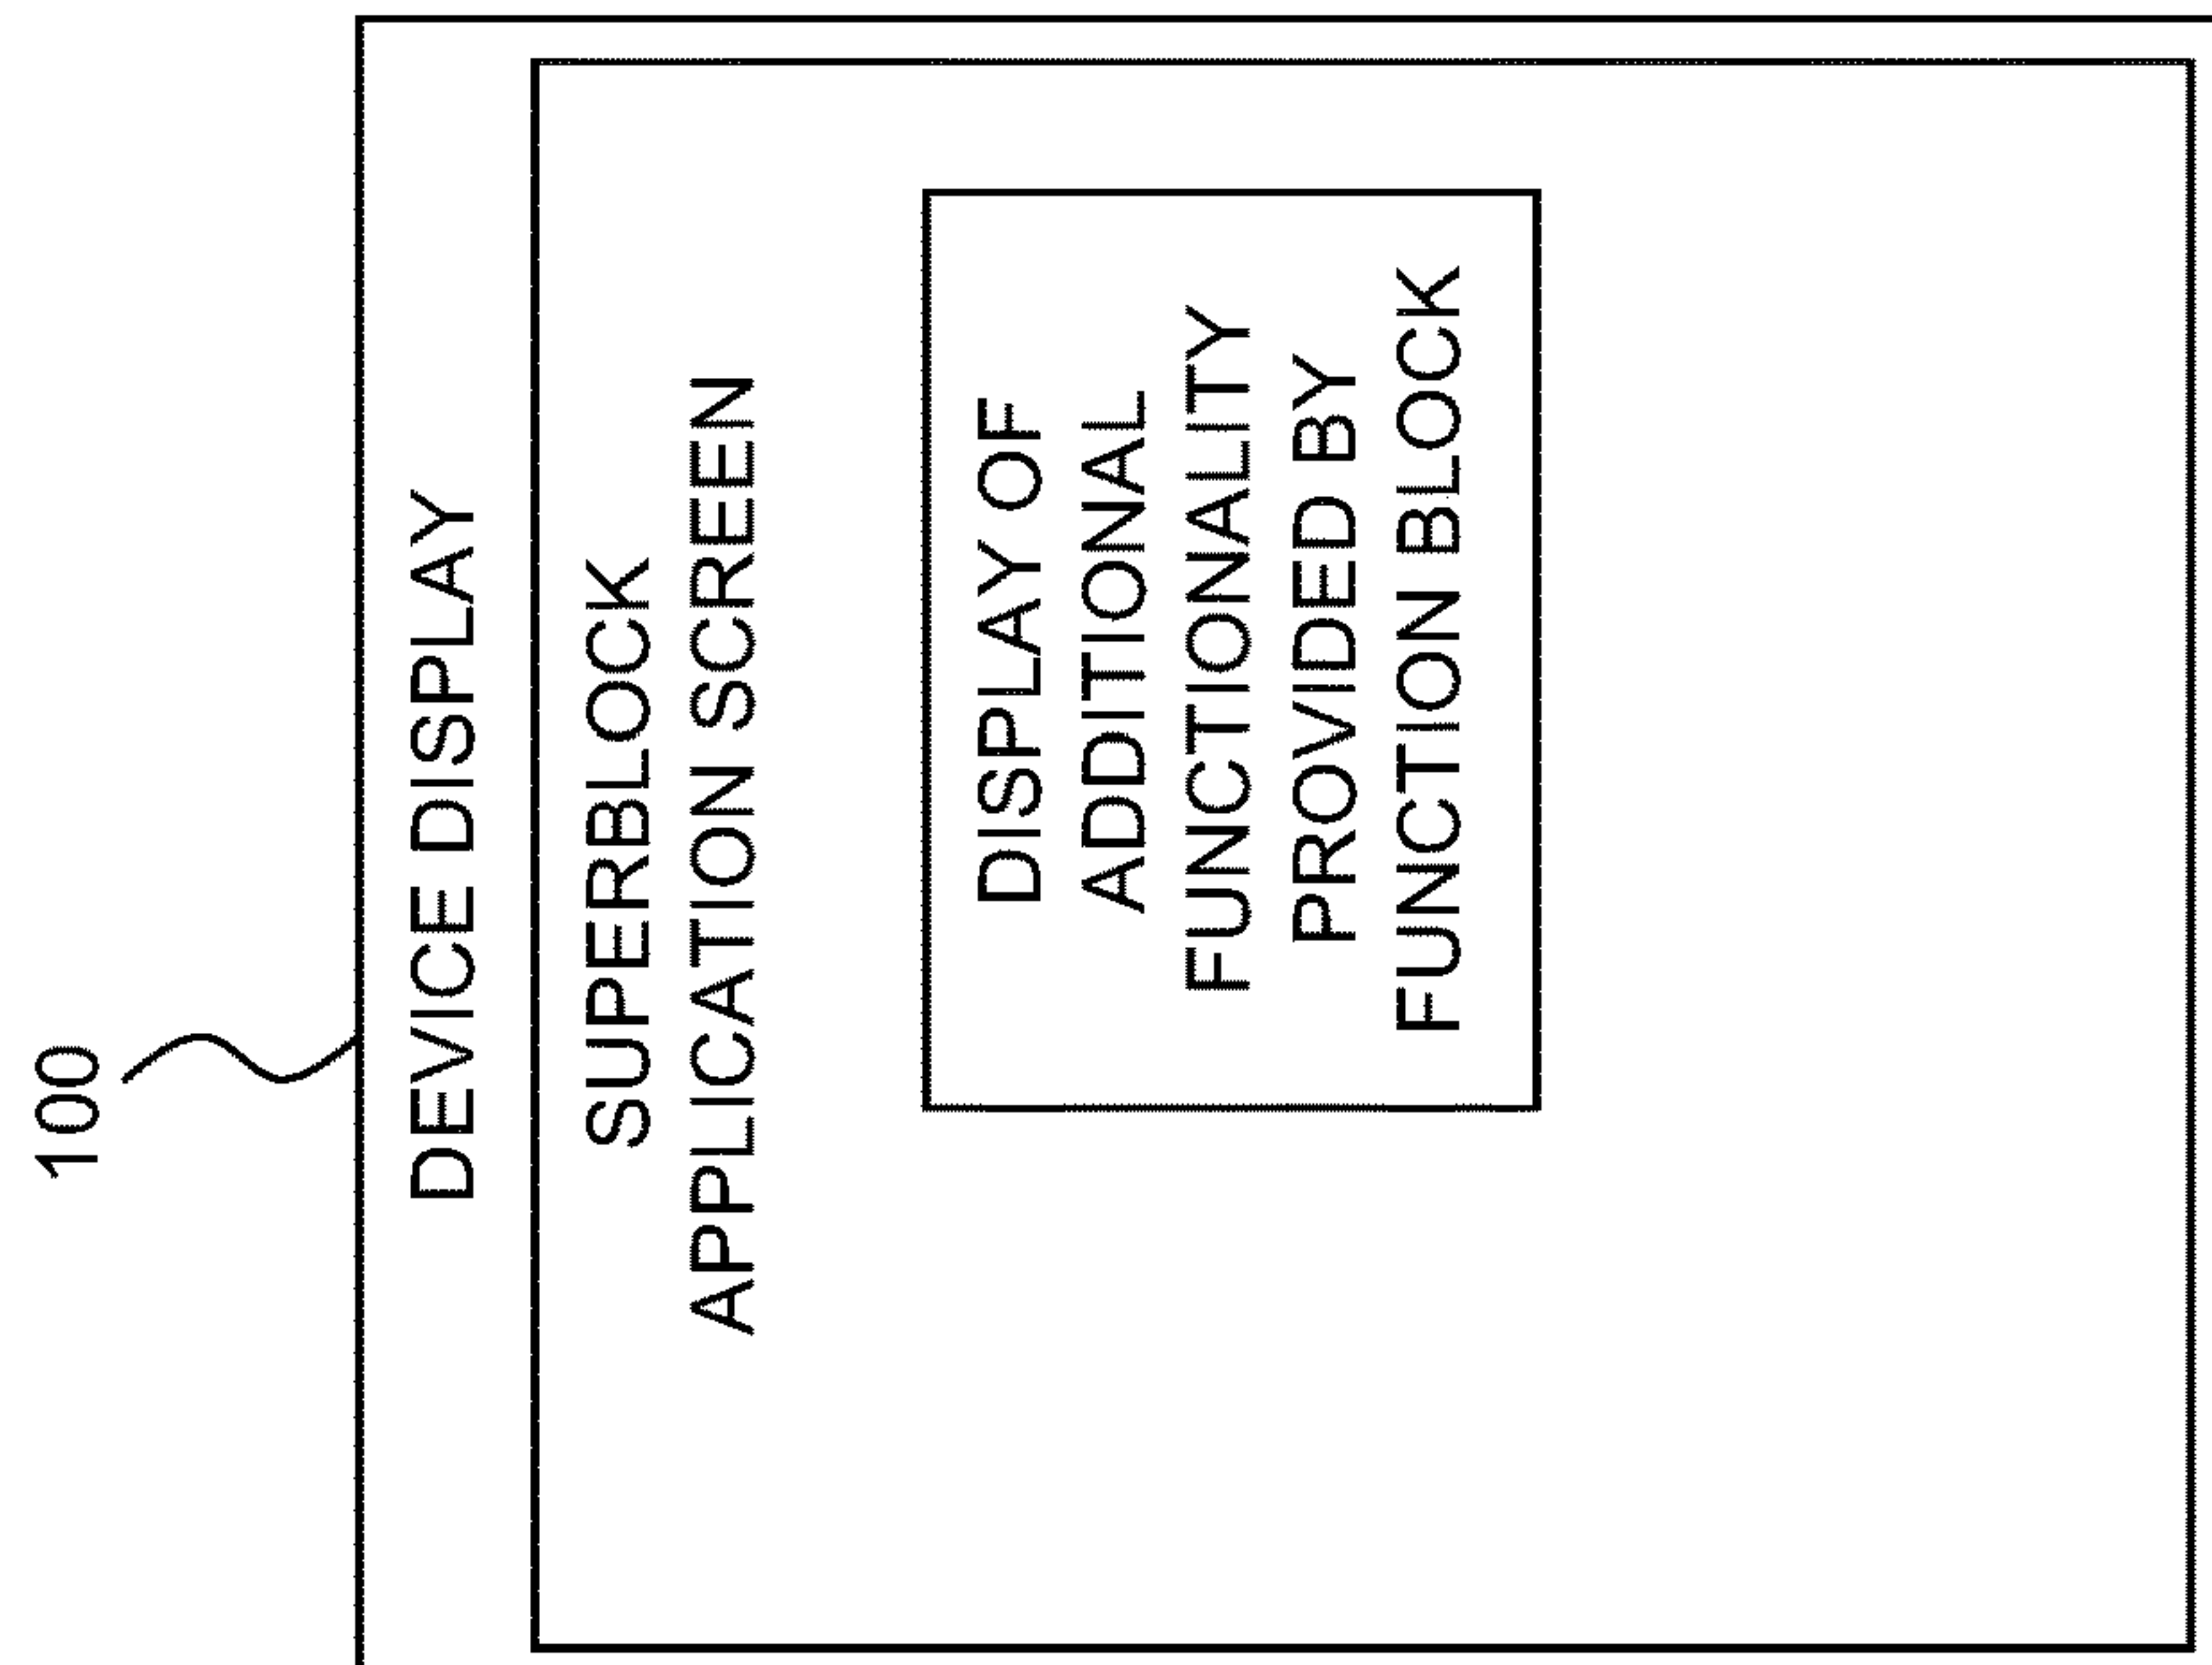 100
DEVICE DISPLAY
SUPERBLOCK
APPLICATION SCREEN
DISPLAY OF
ADDITIONAL
FUNCTIONALITY
PROVIDED BY
FUNCTION BLOCK